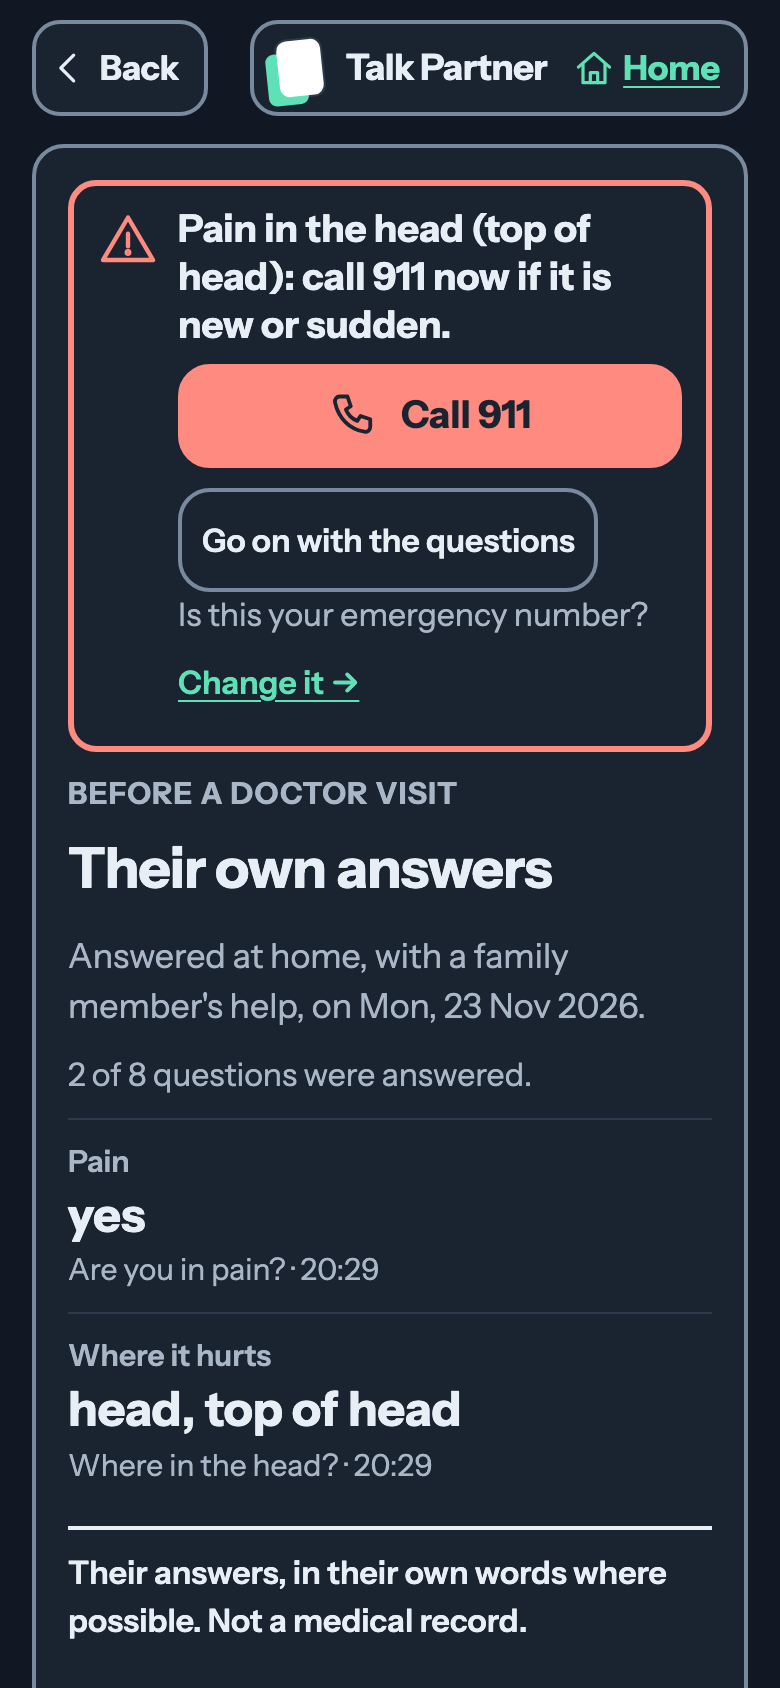 Back
Talk Partner
Home
Pain in the head (top of
head): call 911 now if it is
new or sudden.
Call 911
Go on with the questions
Is this your emergency number?
Change it →
BEFORE A DOCTOR VISIT
Their own answers
Answered at home, with a family
member's help, on Mon, 23 Nov 2026.
2 of 8 questions were answered.
Pain
yes
Are you in pain? · 20:29
Where it hurts
head, top of head
Where in the head? · 20:29
Their answers, in their own words where
possible. Not a medical record.